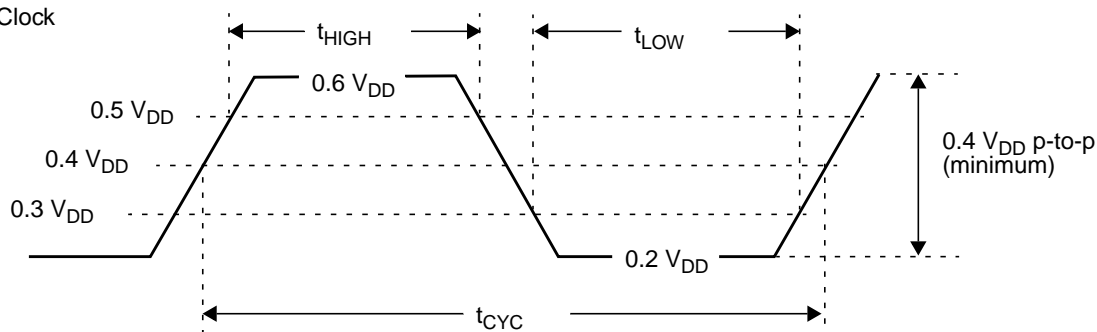 Clock
tHIGH
tLOW
0.6 VDD
0.5 VDD
0.4 VDD
0.4 VDD p-to-p
(minimum)
0.3 VDD
0.2 VDD
tCYC